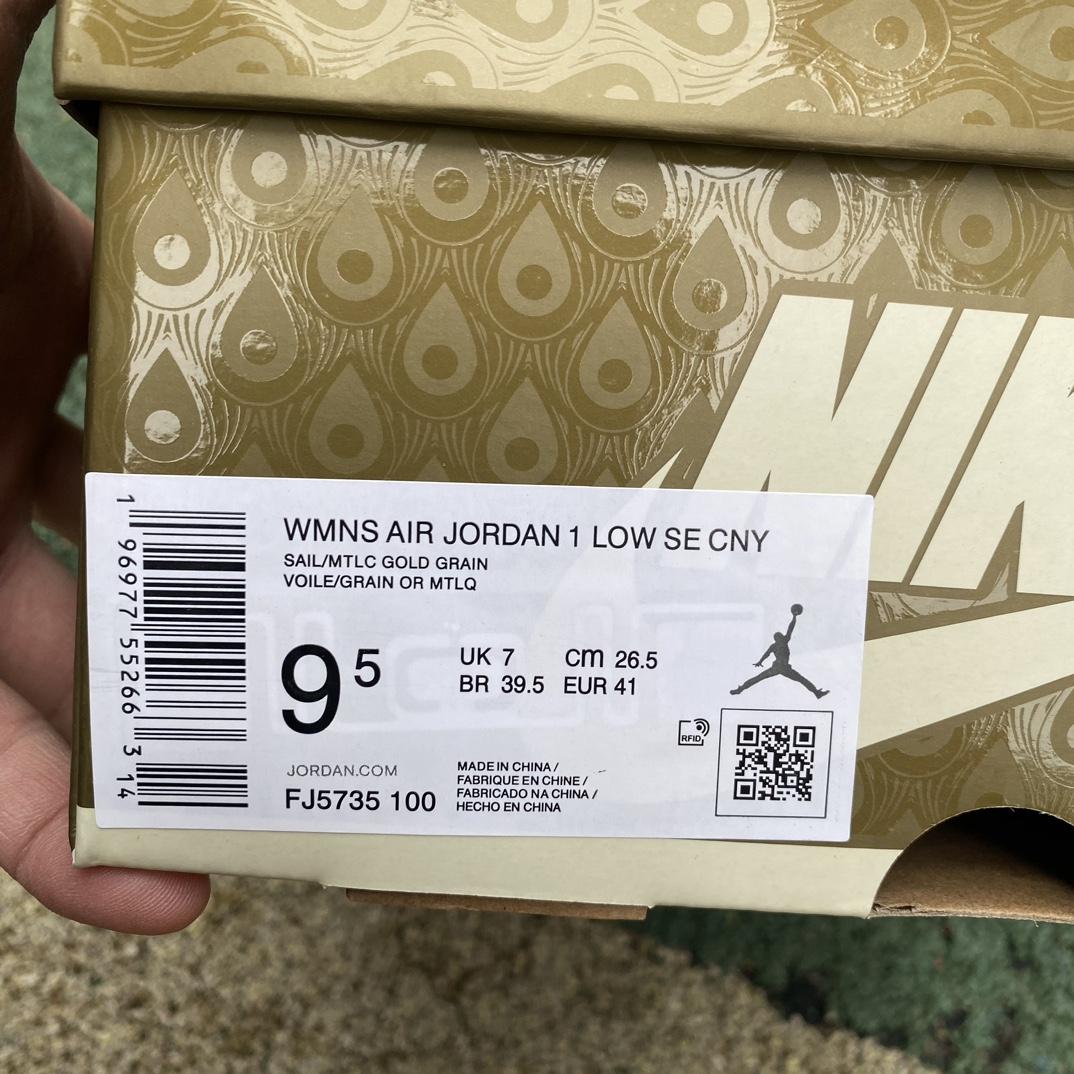 NIK
WMNS AIR JORDAN 1 LOW SE CNY
SAIL/MTLC GOLD GRAIN
VOILE/GRAIN OR MTLQ
9 5
UK 7 cm 26.5
BR 39.5 EUR 41
RFID
JORDAN.COM
FJ5735 100
MADE IN CHINA /
FABRIQUE EN CHINE /
FABRICADO NA CHINA /
HECHO EN CHINA
1 96977 55266 3 14